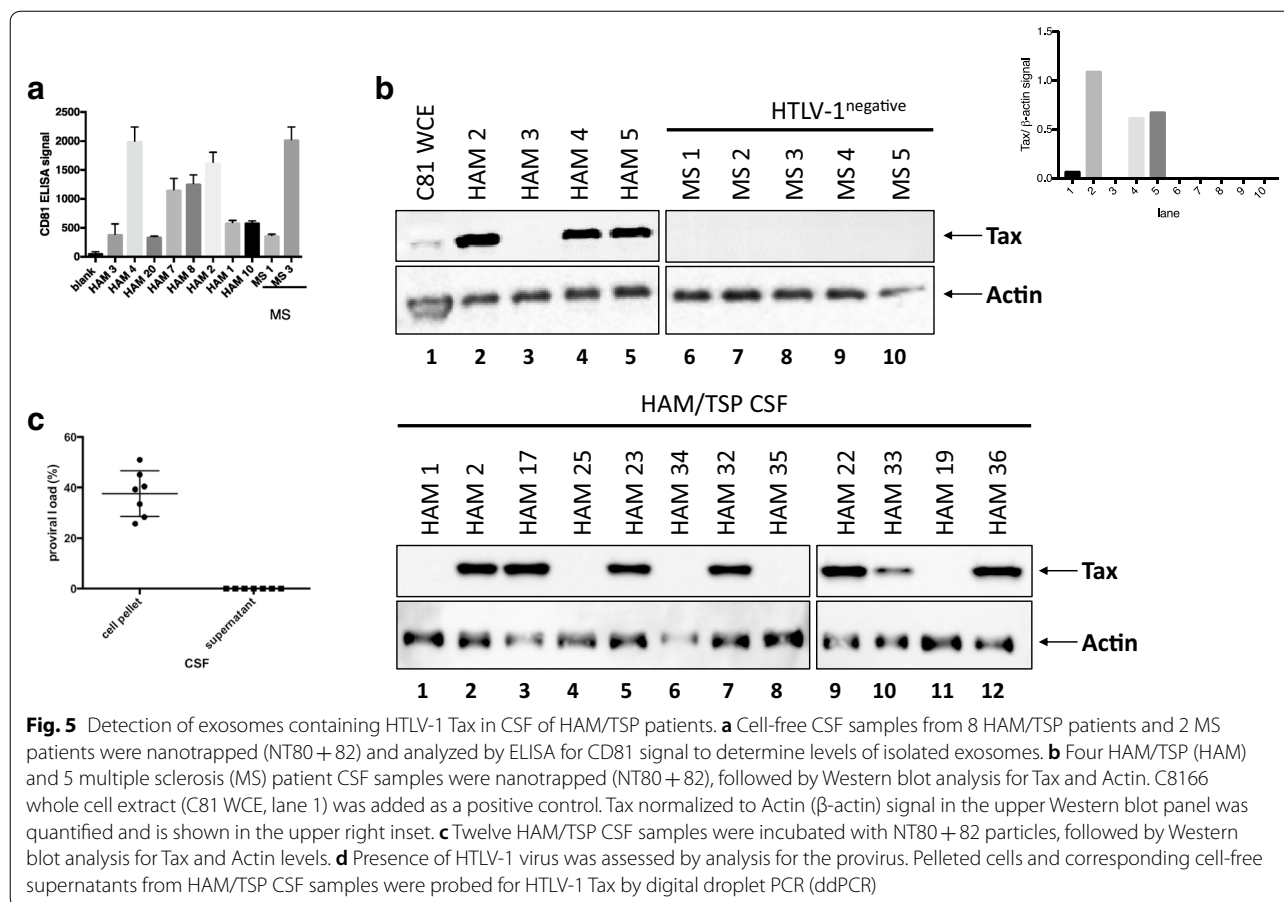 a
CD81 ELISA signal
2500
2000
1500
1000
500
0
blank
HAM 3
HAM 4
HAM 20
HAM 7
HAM 8
HAM 2
HAM 1
HAM 10
MS 1
MS 3
MS
b
C81 WCE
HAM 2
HAM 3
HAM 4
HAM 5
HTLV-1negative
MS 1
MS 2
MS 3
MS 4
MS 5
Tax
Actin
1 2 3 4 5 6 7 8 9 10
Tax/ β-actin signal
1.5
1.0
0.5
0.0
1 2 3 4 5 6 7 8 9 10
lane
c
proviral load (%)
60
40
20
0
cell pellet
supernatant
CSF
HAM/TSP CSF
HAM 1
HAM 2
HAM 17
HAM 25
HAM 23
HAM 34
HAM 32
HAM 35
HAM 22
HAM 33
HAM 19
HAM 36
Tax
Actin
1 2 3 4 5 6 7 8 9 10 11 12
Fig. 5 Detection of exosomes containing HTLV-1 Tax in CSF of HAM/TSP patients. a Cell-free CSF samples from 8 HAM/TSP patients and 2 MS
patients were nanotrapped (NT80 + 82) and analyzed by ELISA for CD81 signal to determine levels of isolated exosomes. b Four HAM/TSP (HAM)
and 5 multiple sclerosis (MS) patient CSF samples were nanotrapped (NT80 + 82), followed by Western blot analysis for Tax and Actin. C8166
whole cell extract (C81 WCE, lane 1) was added as a positive control. Tax normalized to Actin (β-actin) signal in the upper Western blot panel was
quantified and is shown in the upper right inset. c Twelve HAM/TSP CSF samples were incubated with NT80 + 82 particles, followed by Western
blot analysis for Tax and Actin levels. d Presence of HTLV-1 virus was assessed by analysis for the provirus. Pelleted cells and corresponding cell-free
supernatants from HAM/TSP CSF samples were probed for HTLV-1 Tax by digital droplet PCR (ddPCR)